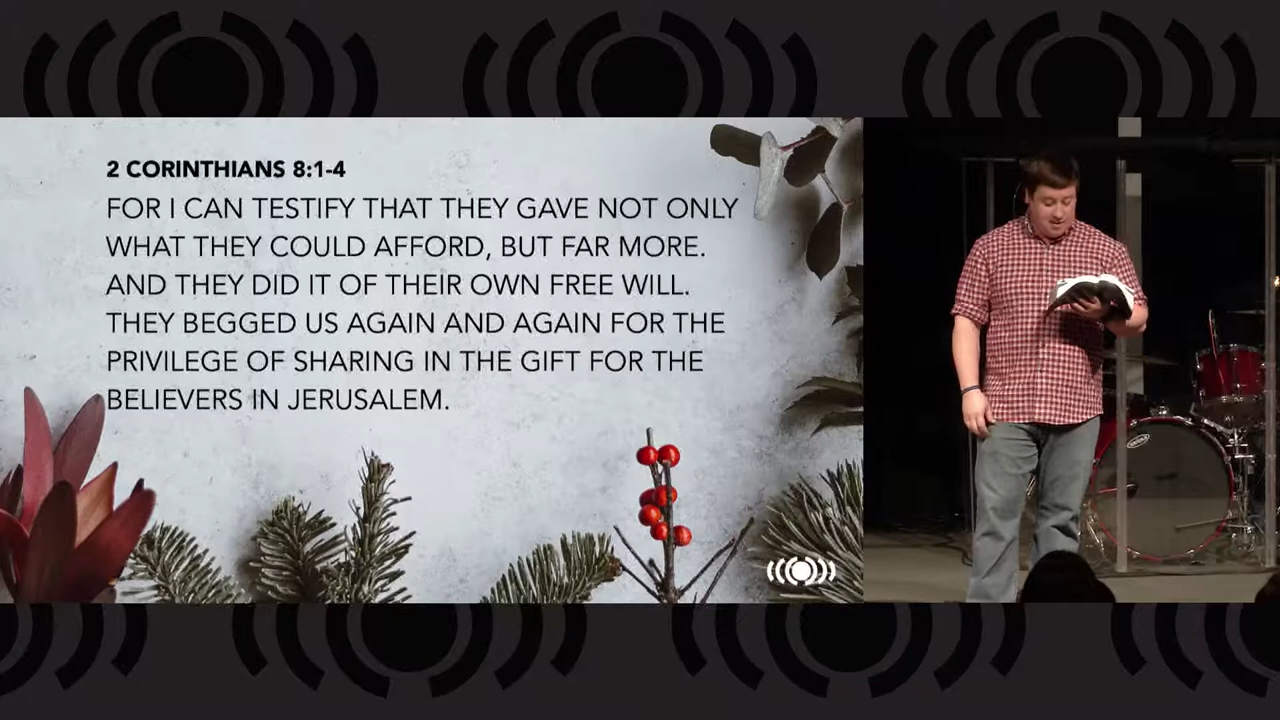 2 CORINTHIANS 8:1-4
FOR I CAN TESTIFY THAT THEY GAVE NOT ONLY
WHAT THEY COULD AFFORD, BUT FAR MORE.
AND THEY DID IT OF THEIR OWN FREE WILL.
THEY BEGGED US AGAIN AND AGAIN FOR THE
PRIVILEGE OF SHARING IN THE GIFT FOR THE
BELIEVERS IN JERUSALEM.